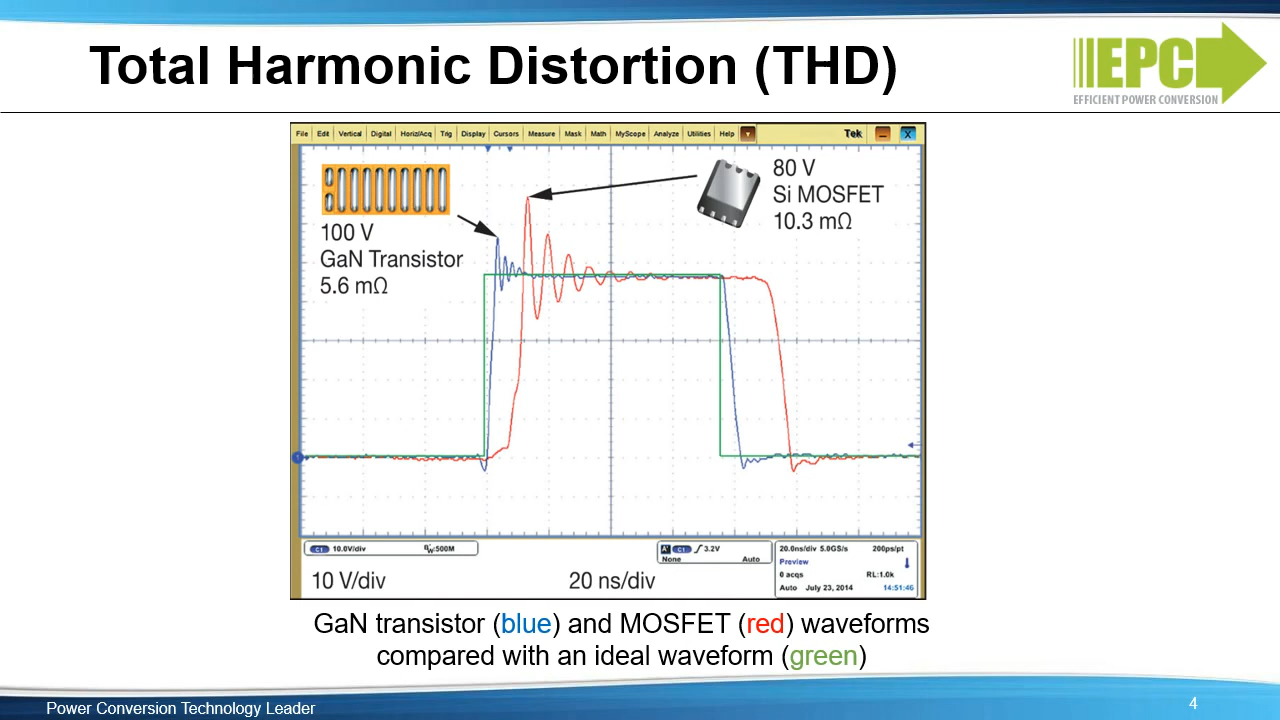 Total Harmonic Distortion (THD)
EPC
EFFICIENT POWER CONVERSION
File Edit Vertical Digital Horiz/Acq Trig Display Cursors Measure Mask Math MyScope Analyze Utilities Help Tek X
100 V
GaN Transistor
5.6 mΩ
80 V
Si MOSFET
10.3 mΩ
C1 10.0V/div
:500M
A' C1 3.2V
None Auto
20.0ns/div 5.0GS/s 200ps/pt
Preview
0 acqs RL:1.0k
Auto July 23, 2014 14:51:46
10 V/div
20 ns/div
GaN transistor (blue) and MOSFET (red) waveforms
compared with an ideal waveform (green)
Power Conversion Technology Leader
4